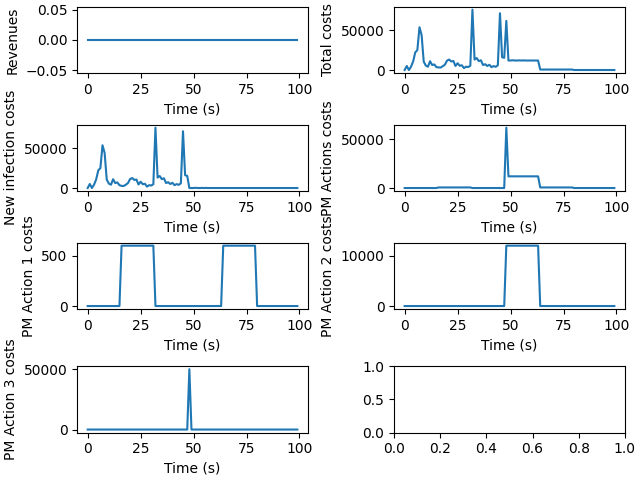 Revenues
0.05
0.00
−0.05
0 25 50 75 100
Time (s)
Total costs
50000
0
0 25 50 75 100
Time (s)
New infection costs
50000
0
0 25 50 75 100
Time (s)
PM Actions costs
50000
0
0 25 50 75 100
Time (s)
PM Action 1 costs
500
0
0 25 50 75 100
Time (s)
PM Action 2 costs
10000
0
0 25 50 75 100
Time (s)
PM Action 3 costs
50000
0
0 25 50 75 100
Time (s)
1.0
0.5
0.0
0.0 0.2 0.4 0.6 0.8 1.0